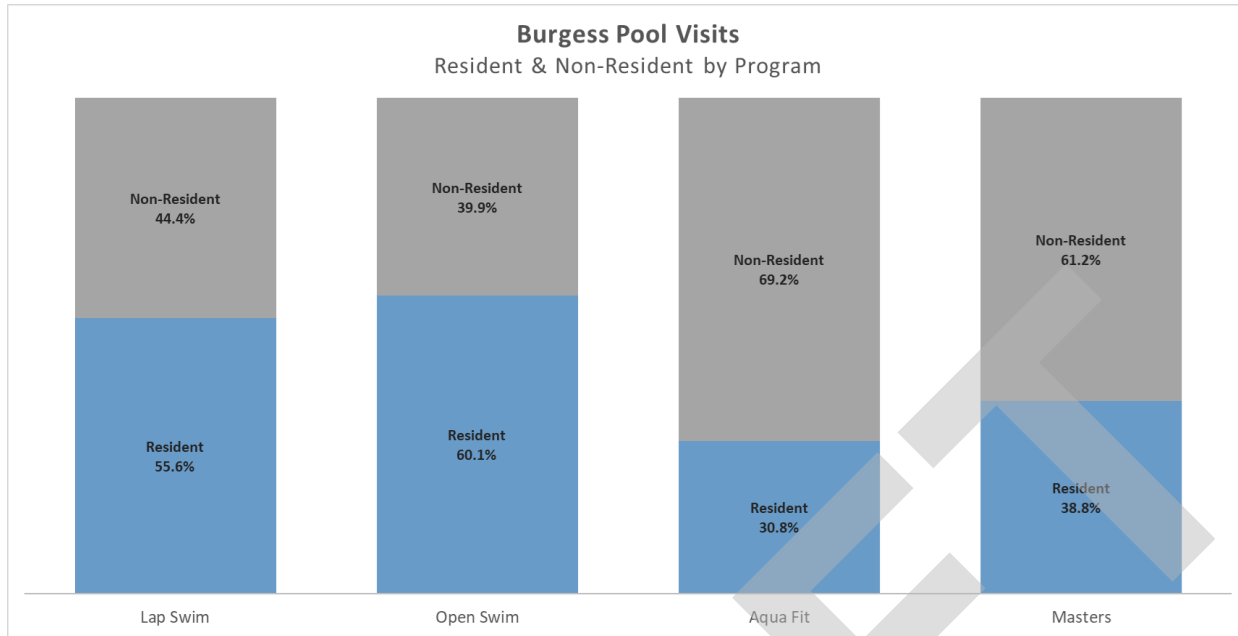 Burgess Pool Visits
Resident & Non-Resident by Program
Non-Resident
44.4%
Resident
55.6%
Non-Resident
39.9%
Resident
60.1%
Non-Resident
69.2%
Resident
30.8%
Non-Resident
61.2%
Resident
38.8%
Lap Swim
Open Swim
Aqua Fit
Masters